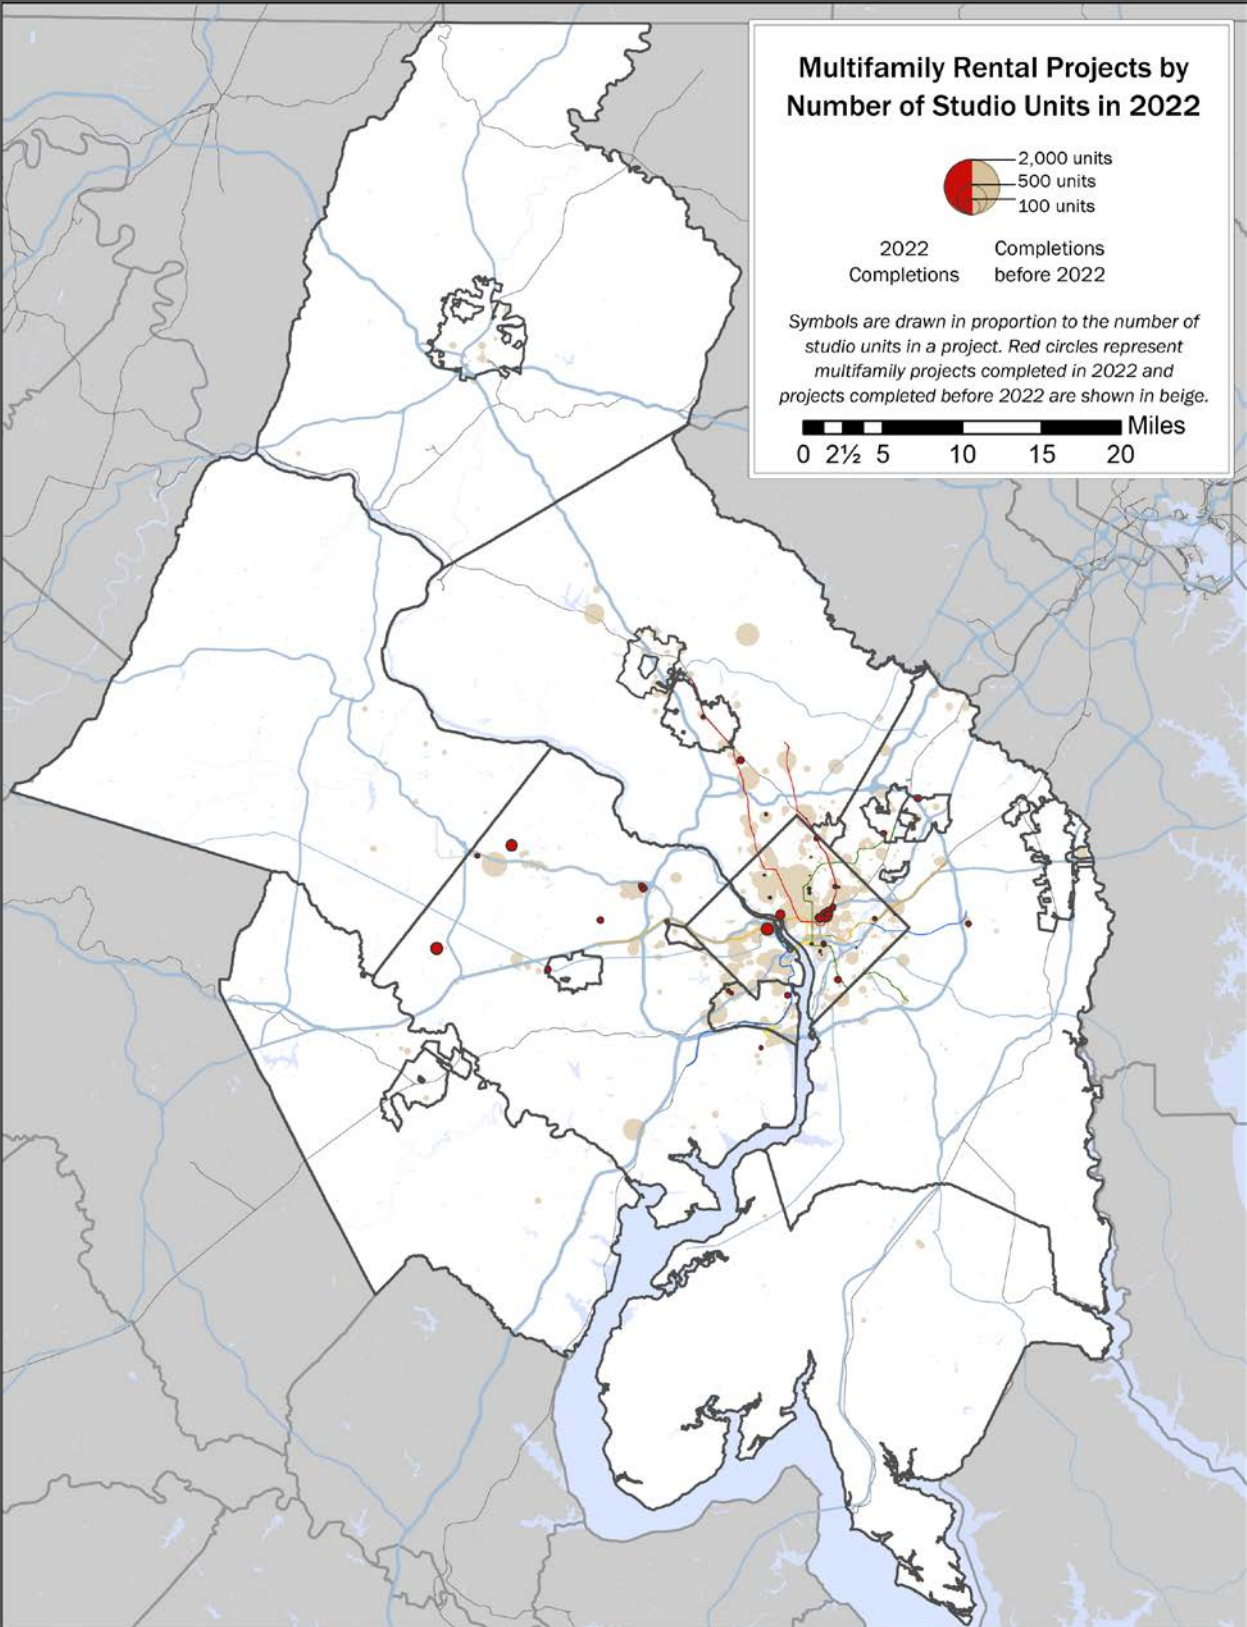 Multifamily Rental Projects by
Number of Studio Units in 2022
2,000 units
500 units
100 units
2022
Completions
Completions
before 2022
Symbols are drawn in proportion to the number of
studio units in a project. Red circles represent
multifamily projects completed in 2022 and
projects completed before 2022 are shown in beige.
Miles
0 2½ 5 10 15 20